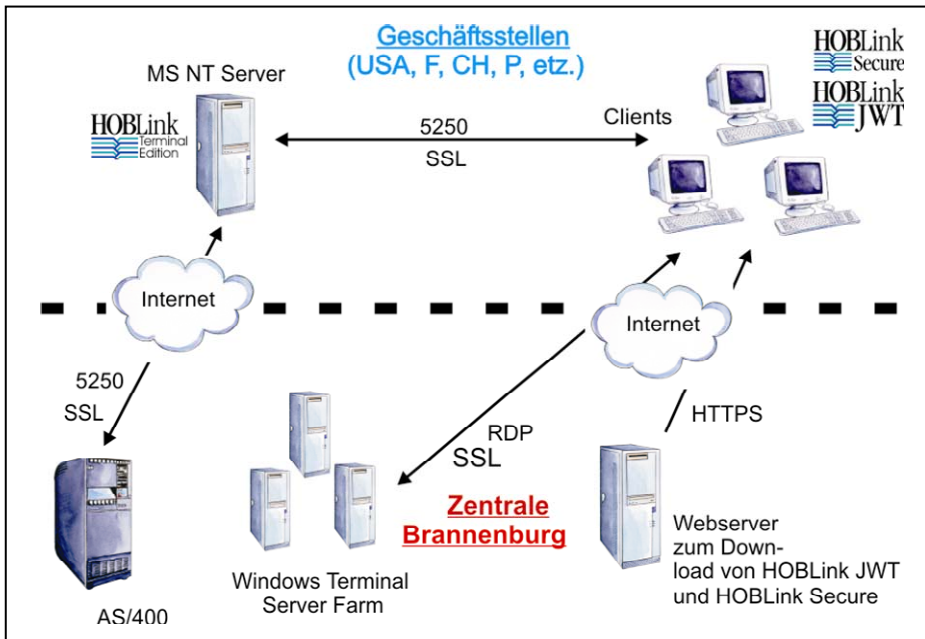 Geschäftsstellen
(USA, F, CH, P, etz.)
MS NT Server
HOBLink
Terminal
Edition
5250
SSL
Clients
HOBLink
Secure
HOBLink
JWT
Internet
Internet
5250
SSL
RDP
SSL
HTTPS
Zentrale
Brannenburg
AS/400
Windows Terminal
Server Farm
Webserver
zum Down-
load von HOBLink JWT
und HOBLink Secure